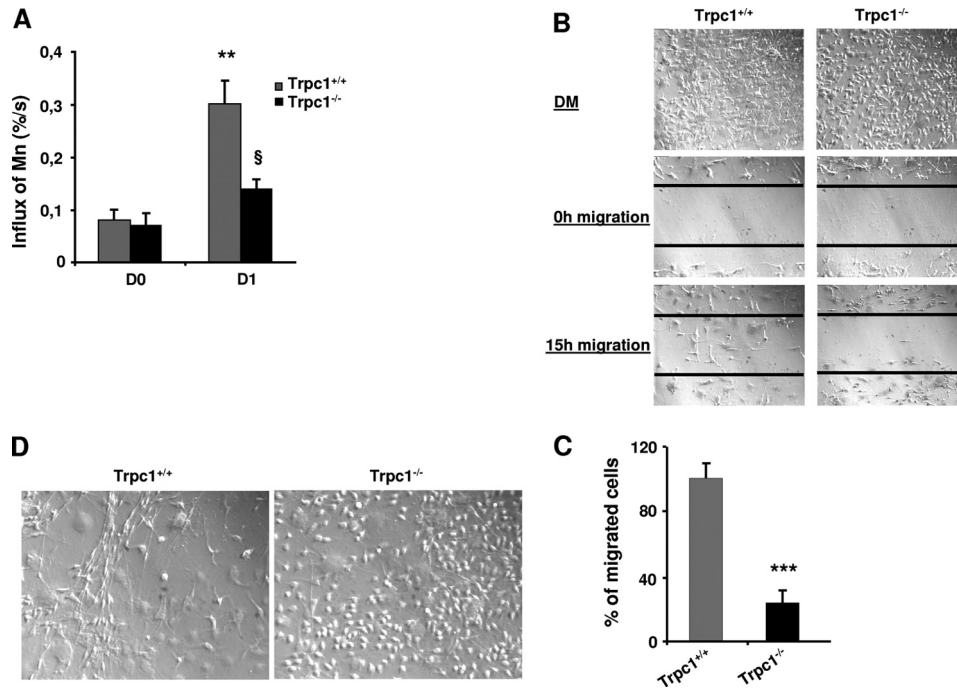 A
0,4
0,3
0,2
0,1
0
Influx of Mn (%/s)
**
§
Trpc1+/+
Trpc1-/-
D0
D1
B
Trpc1+/+
Trpc1-/-
DM
0h migration
15h migration
D
Trpc1+/+
Trpc1-/-
C
120
80
40
0
% of migrated cells
***
Trpc1+/+
Trpc1-/-